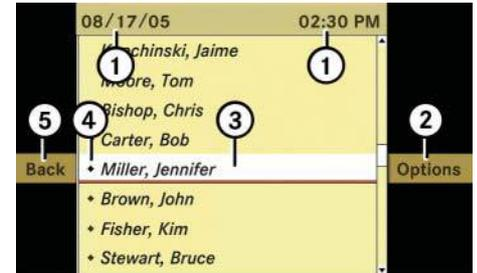 08/17/05 02:30 PM
Jaime
1 1
Moore, Tom
Bishop, Chris
5 4 3 2
Carter, Bob
Back ◆ Miller, Jennifer Options
◆ Brown, John
◆ Fisher, Kim
◆ Stewart, Bruce